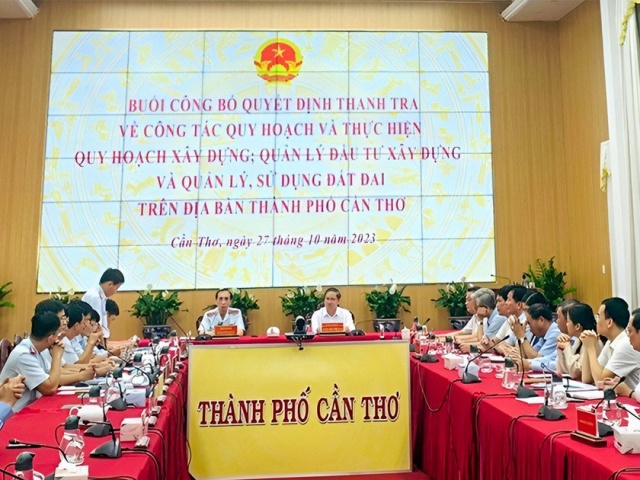 BUỔI CÔNG BỐ QUYẾT ĐỊNH THANH TRA
VỀ CÔNG TÁC QUY HOẠCH VÀ THỰC HIỆN
QUY HOẠCH XÂY DỰNG; QUẢN LÝ ĐẦU TƯ XÂY DỰNG
VÀ QUẢN LÝ, SỬ DỤNG ĐẤT ĐAI
TRÊN ĐỊA BÀN THÀNH PHỐ CẦN THƠ
Cần Thơ, ngày 27 tháng 10 năm 2023
THÀNH PHỐ CẦN THƠ